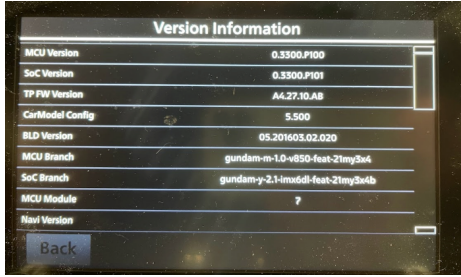 Version Information
MCU Version 0.3300.P100
SoC Version 0.3300.P101
TP FW Version A4.27.10.AB
CarModel Config 5.500
BLD Version 05.201603.02.020
MCU Branch gundam-m-1.0-v850-feat-21my3x4
SoC Branch gundam-y-2.1-imx6dl-feat-21my3x4b
MCU Module 7
Navi Version
Back